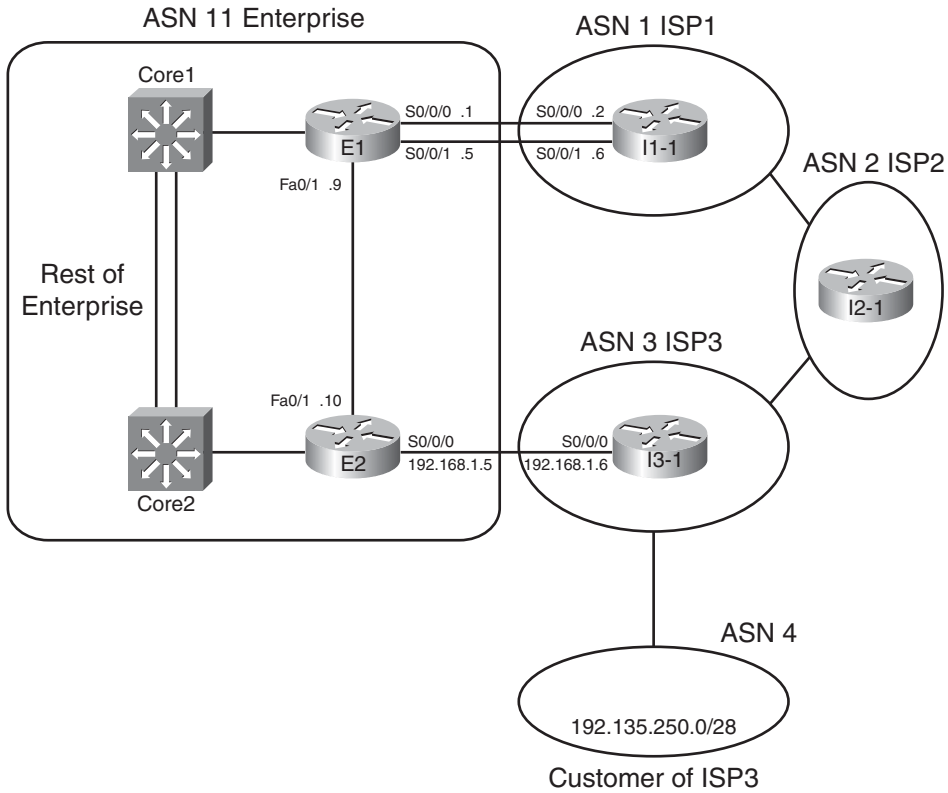 ASN 11 Enterprise
ASN 1 ISP1
Core1
S0/0/0 .1
S0/0/0 .2
E1
I1-1
S0/0/1 .5
S0/0/1 .6
ASN 2 ISP2
Fa0/1 .9
Rest of
Enterprise
I2-1
ASN 3 ISP3
Fa0/1 .10
S0/0/0
S0/0/0
E2
I3-1
192.168.1.5
192.168.1.6
Core2
ASN 4
192.135.250.0/28
Customer of ISP3